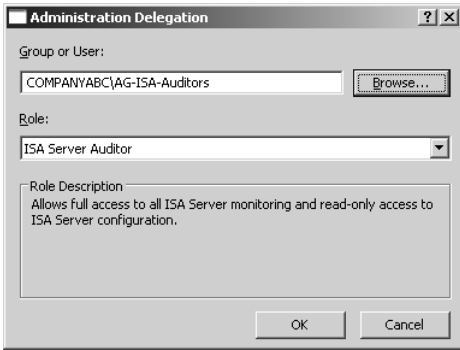 Administration Delegation
Group or User:
COMPANYABC\AG-ISA-Auditors
Browse...
Role:
ISA Server Auditor
Role Description
Allows full access to all ISA Server monitoring and read-only access to
ISA Server configuration.
OK
Cancel